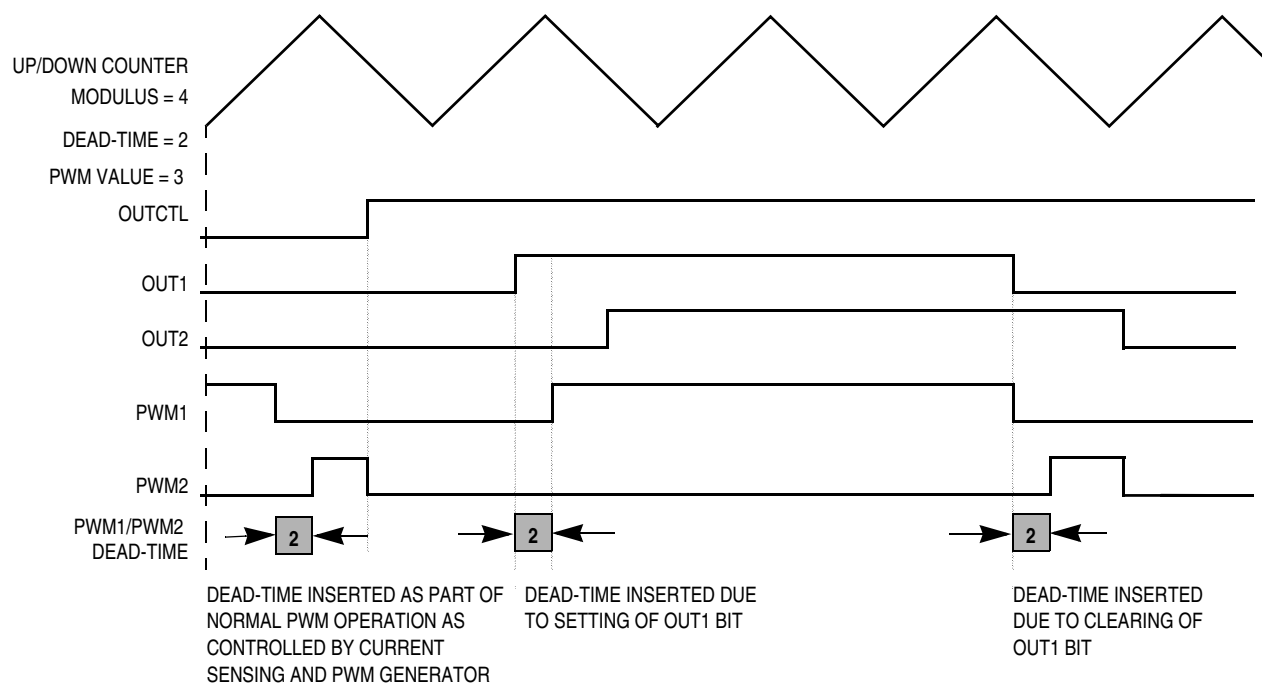 UP/DOWN COUNTER
MODULUS = 4
DEAD-TIME = 2
PWM VALUE = 3
OUTCTL
OUT1
OUT2
PWM1
PWM2
PWM1/PWM2
DEAD-TIME
2
2
2
DEAD-TIME INSERTED AS PART OF
NORMAL PWM OPERATION AS
CONTROLLED BY CURRENT
SENSING AND PWM GENERATOR
DEAD-TIME INSERTED DUE
TO SETTING OF OUT1 BIT
DEAD-TIME INSERTED
DUE TO CLEARING OF
OUT1 BIT